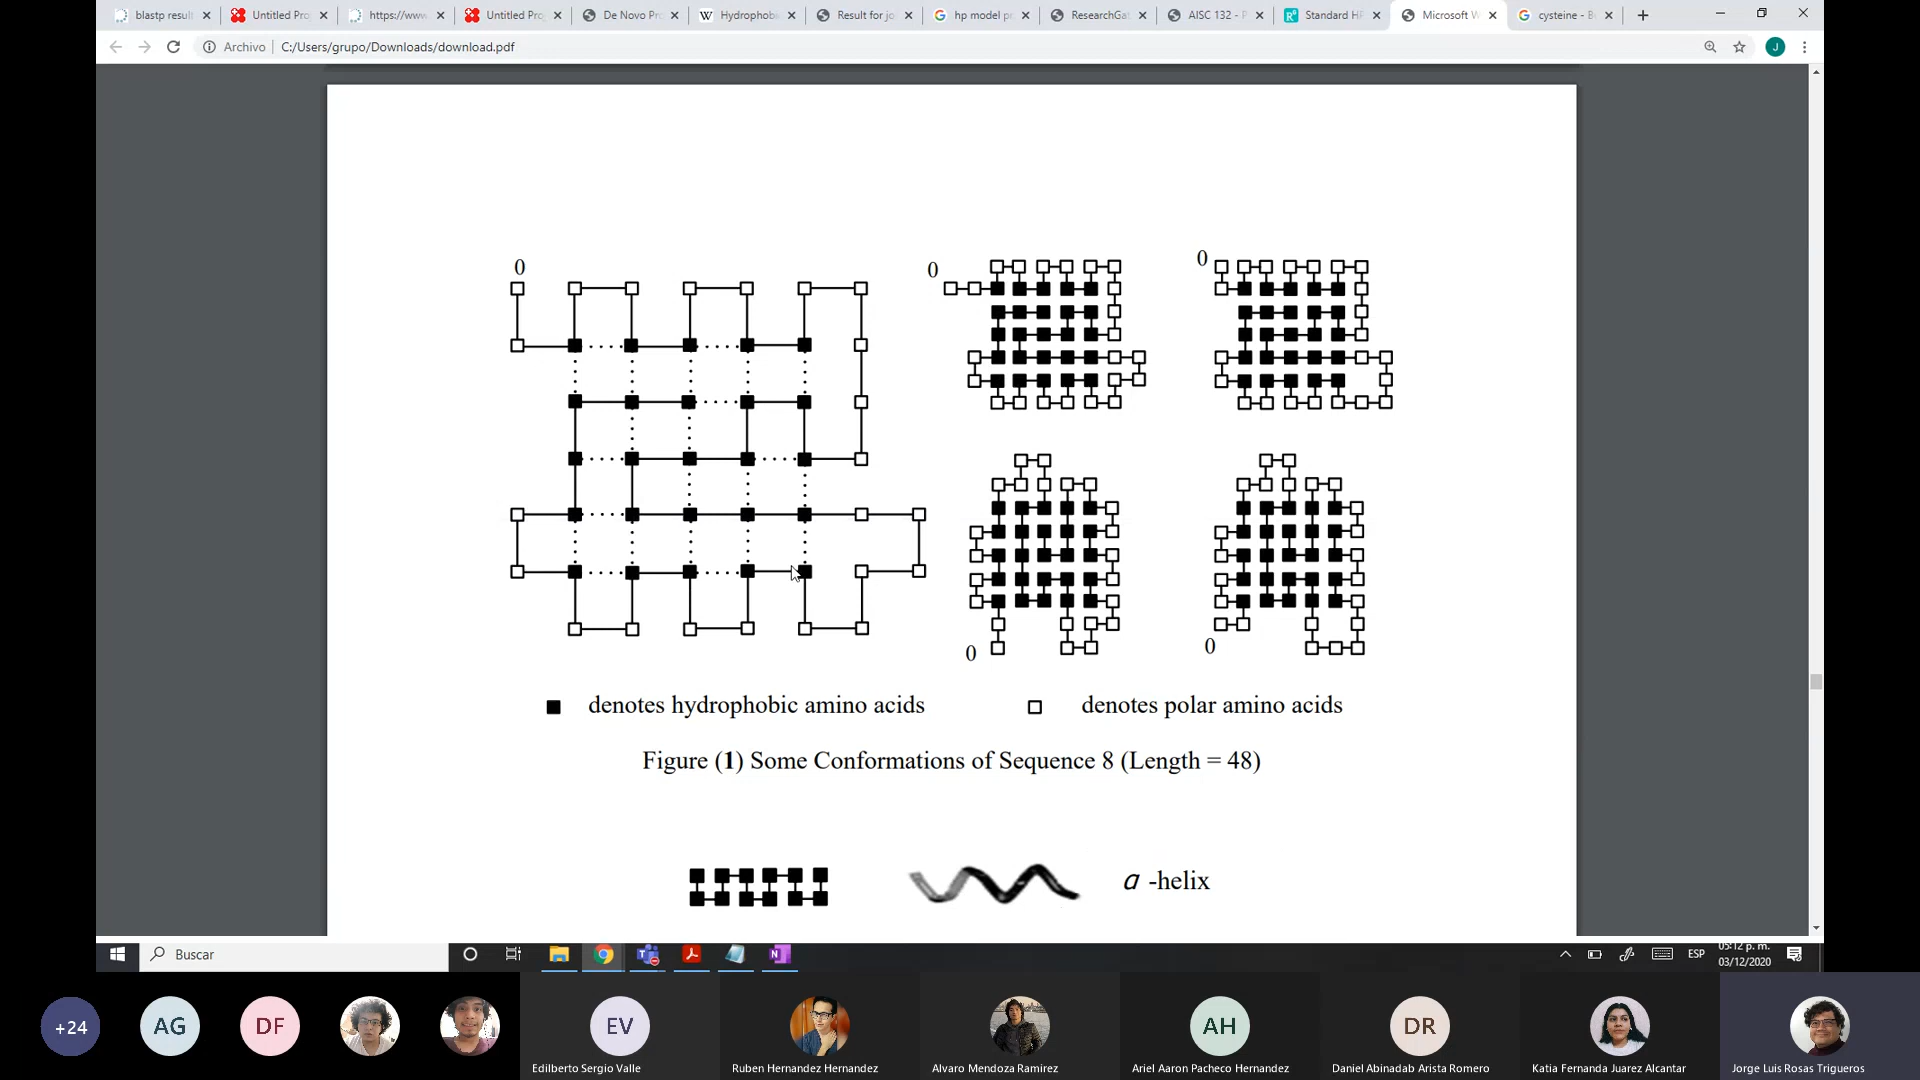 blastp resul
Untitled Pro
https://www
Untitled Pro
De Novo Pro
Hydrophobi
Result for jo
hp model pr
ResearchGat
AISC 132 - P
Standard HP
Microsoft W
cysteine - B
Archivo
C:/Users/grupo/Downloads/download.pdf
J
0
0
0
0
0
denotes hydrophobic amino acids
denotes polar amino acids
Figure (1) Some Conformations of Sequence 8 (Length = 48)
α -helix
Buscar
ESP
05:12 p. m.
03/12/2020
+24
AG
DF
EV
AH
DR
Edilberto Sergio Valle
Ruben Hernandez Hernandez
Alvaro Mendoza Ramirez
Ariel Aaron Pacheco Hernandez
Daniel Abinadab Arista Romero
Katia Fernanda Juarez Alcantar
Jorge Luis Rosas Trigueros